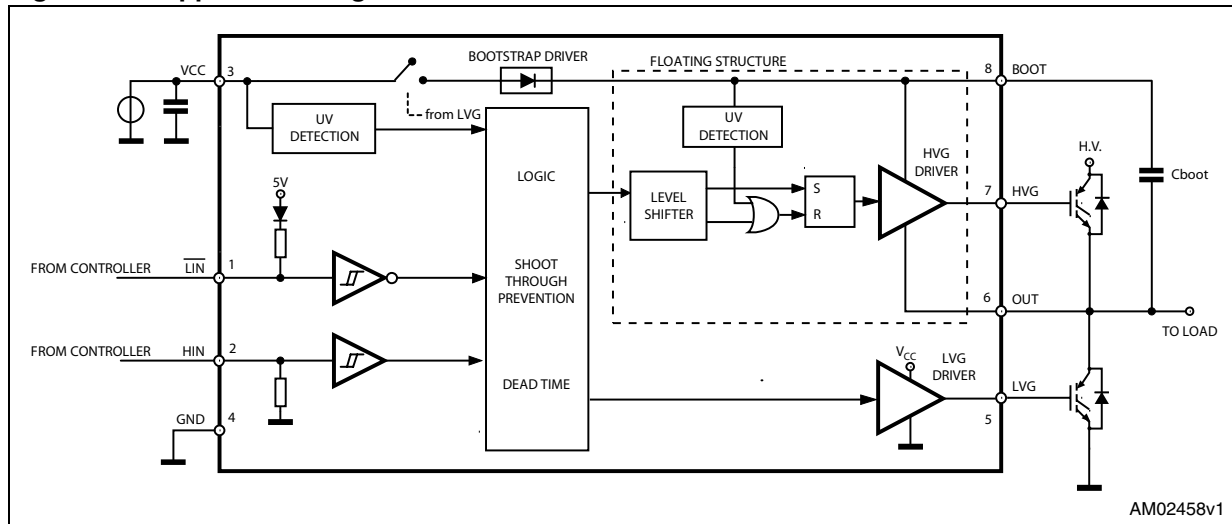 BOOTSTRAP DRIVER
FLOATING STRUCTURE
VCC
3
8
BOOT
from LVG
UV
DETECTION
UV
DETECTION
H.V.
HVG
DRIVER
Cboot
5V
LOGIC
LEVEL
SHIFTER
S
R
7
HVG
FROM CONTROLLER
LIN
1
SHOOT
THROUGH
PREVENTION
6
OUT
TO LOAD
FROM CONTROLLER
HIN
2
DEAD TIME
VCC
LVG
DRIVER
LVG
5
GND
4
AM02458v1